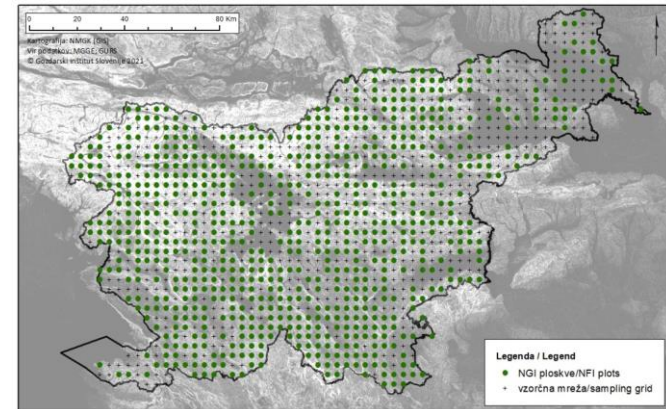 0 20 40 80 Km
Kartografija: NMGK (GIS)
Vir podatkov: MGGE, GURS
© Gozdarski inštitut Slovenije 2021
Legenda / Legend
NGI ploskve/NFI plots
vzorčna mreža/sampling grid